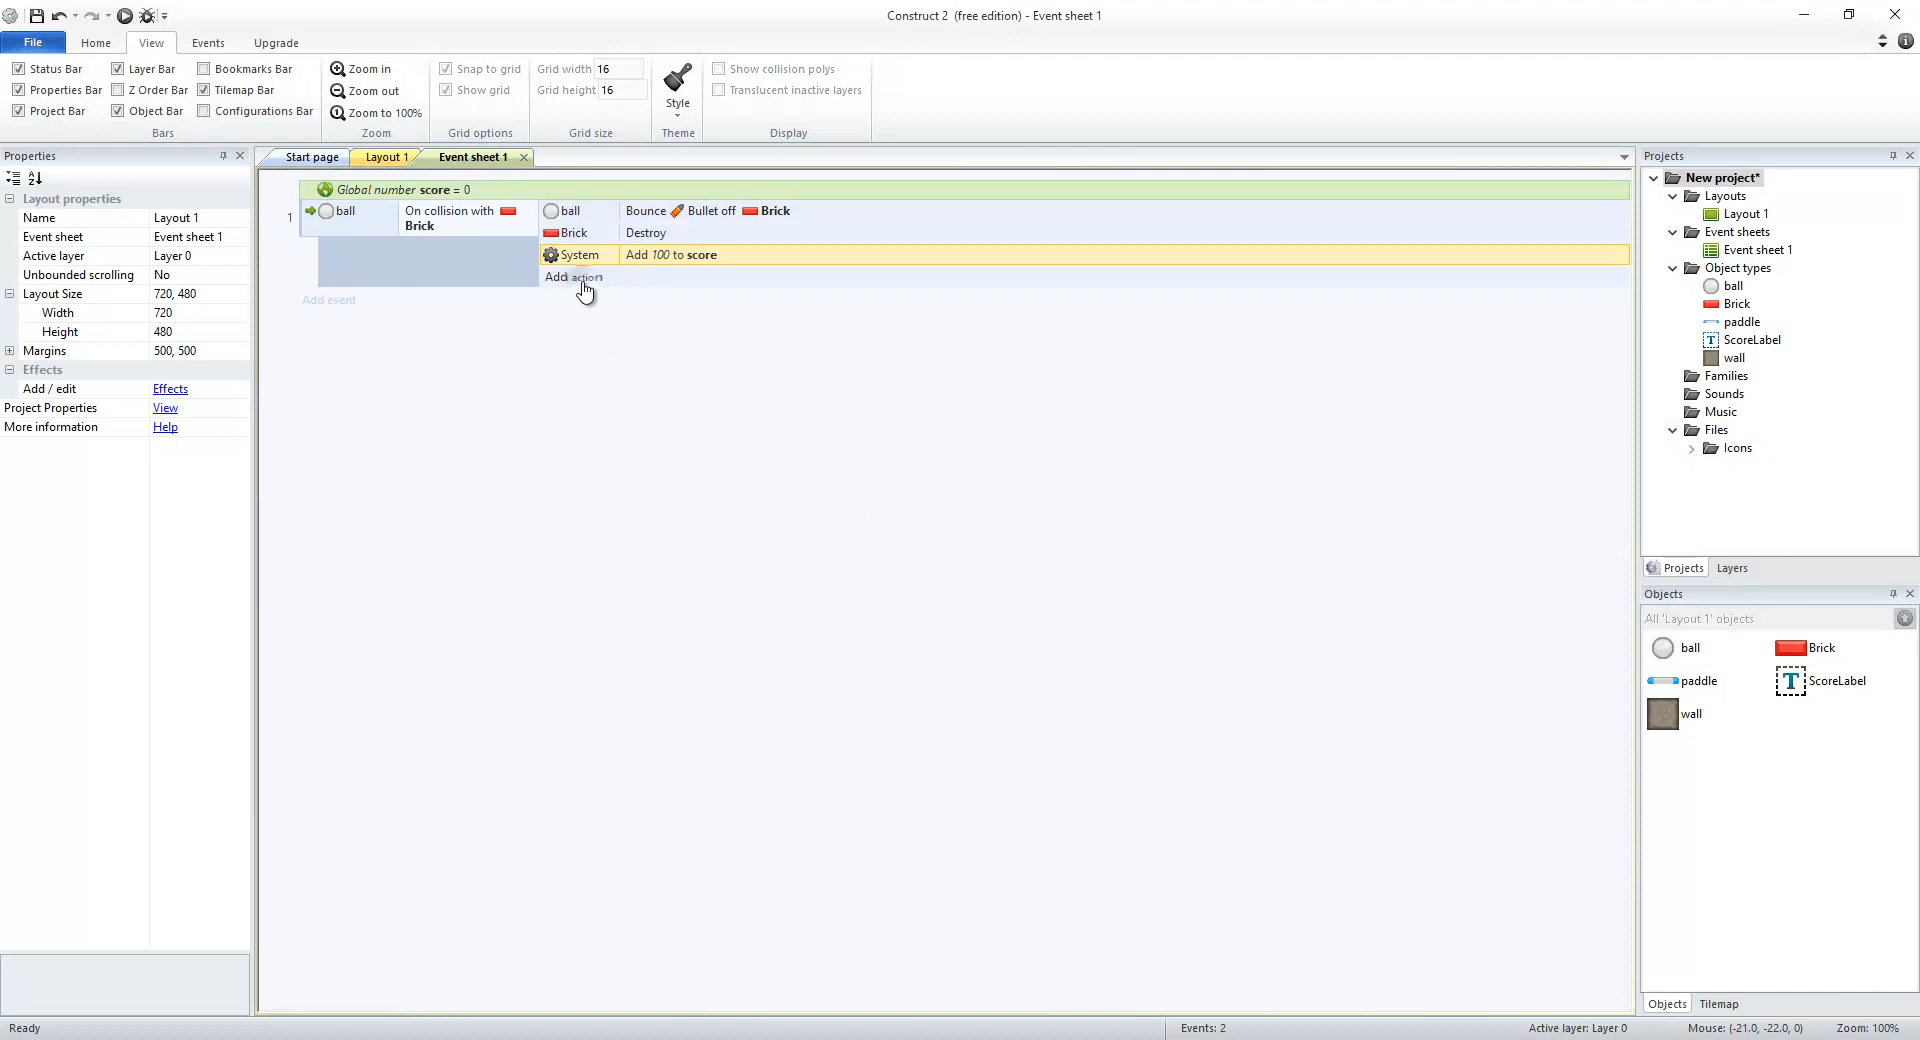 Construct 2 (free edition) - Event sheet 1
File Home View Events Upgrade
Status Bar Layer Bar Bookmarks Bar Zoom in Snap to grid Grid width 16 Show collision polys
Properties Bar Z Order Bar Tilemap Bar Zoom out Show grid Grid height 16 Translucent inactive layers
Project Bar Object Bar Configurations Bar Zoom to 100% Style
Bars Zoom Grid options Grid size Theme Display
Properties
Layout properties
Name Layout 1
Event sheet Event sheet 1
Active layer Layer 0
Unbounded scrolling No
Layout Size 720, 480
Width 720
Height 480
Margins 500, 500
Effects
Add / edit Effects
Project Properties View
More information Help
Start page Layout 1 Event sheet 1
Global number score = 0
1 ball On collision with Brick ball Bounce Bullet off Brick
Brick Destroy
System Add 100 to score
Add action
Add event
Projects
New project*
Layouts
Layout 1
Event sheets
Event sheet 1
Object types
ball
Brick
paddle
T ScoreLabel
wall
Families
Sounds
Music
Files
Icons
Projects Layers
Objects
All 'Layout 1' objects
ball Brick
paddle T ScoreLabel
wall
Objects Tilemap
Ready Events: 2 Active layer: Layer 0 Mouse: (-21.0, -22.0, 0) Zoom: 100%